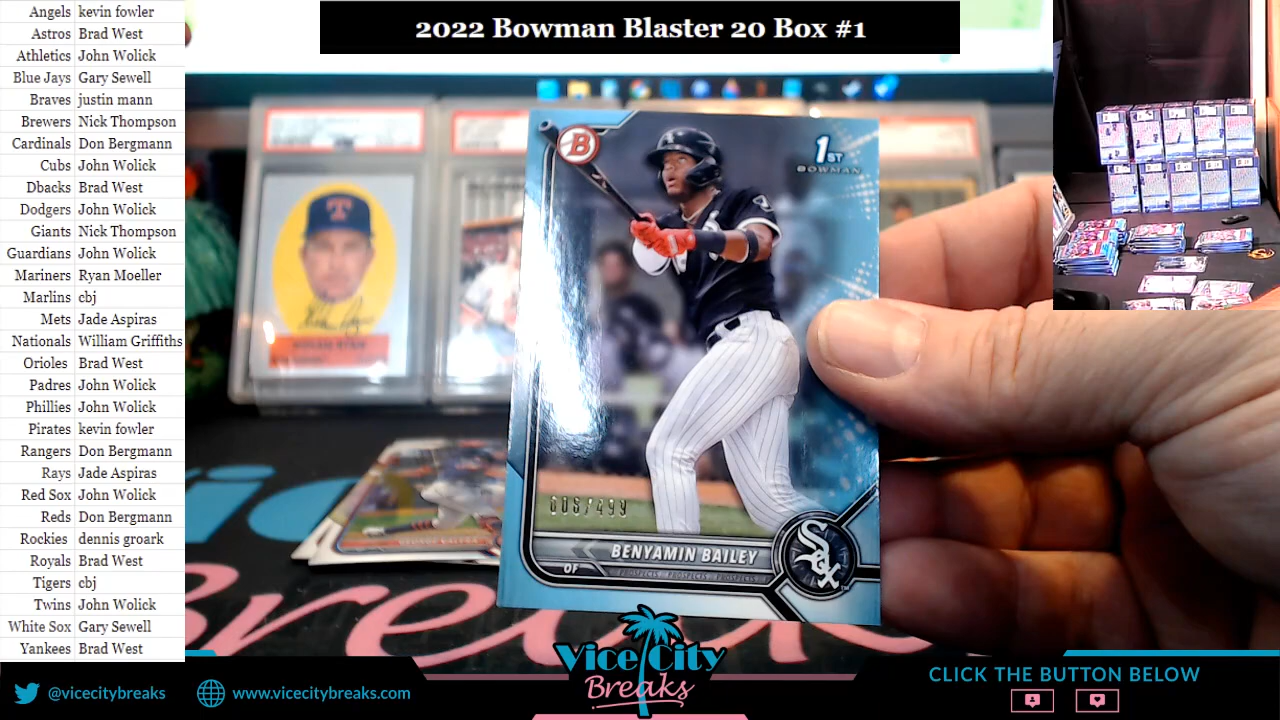 2022 Bowman Blaster 20 Box #1
Angels kevin fowler
Astros Brad West
Athletics John Wolick
Blue Jays Gary Sewell
Braves justin mann
Brewers Nick Thompson
Cardinals Don Bergmann
Cubs John Wolick
Dbacks Brad West
Dodgers John Wolick
Giants Nick Thompson
Guardians John Wolick
Mariners Ryan Moeller
Marlins cbj
Mets Jade Aspiras
Nationals William Griffiths
Orioles Brad West
Padres John Wolick
Phillies John Wolick
Pirates kevin fowler
Rangers Don Bergmann
Rays Jade Aspiras
Red Sox John Wolick
Reds Don Bergmann
Rockies dennis groark
Royals Brad West
Tigers cbj
Twins John Wolick
White Sox Gary Sewell
Yankees Brad West
B
1ST
BOWMAN
T
/499
BENYAMIN BAILEY
OF
PROSPECTS PROSPECTS PROSPECTS
Sox
Vice City
Breaks
@vicecitybreaks
www.vicecitybreaks.com
CLICK THE BUTTON BELOW